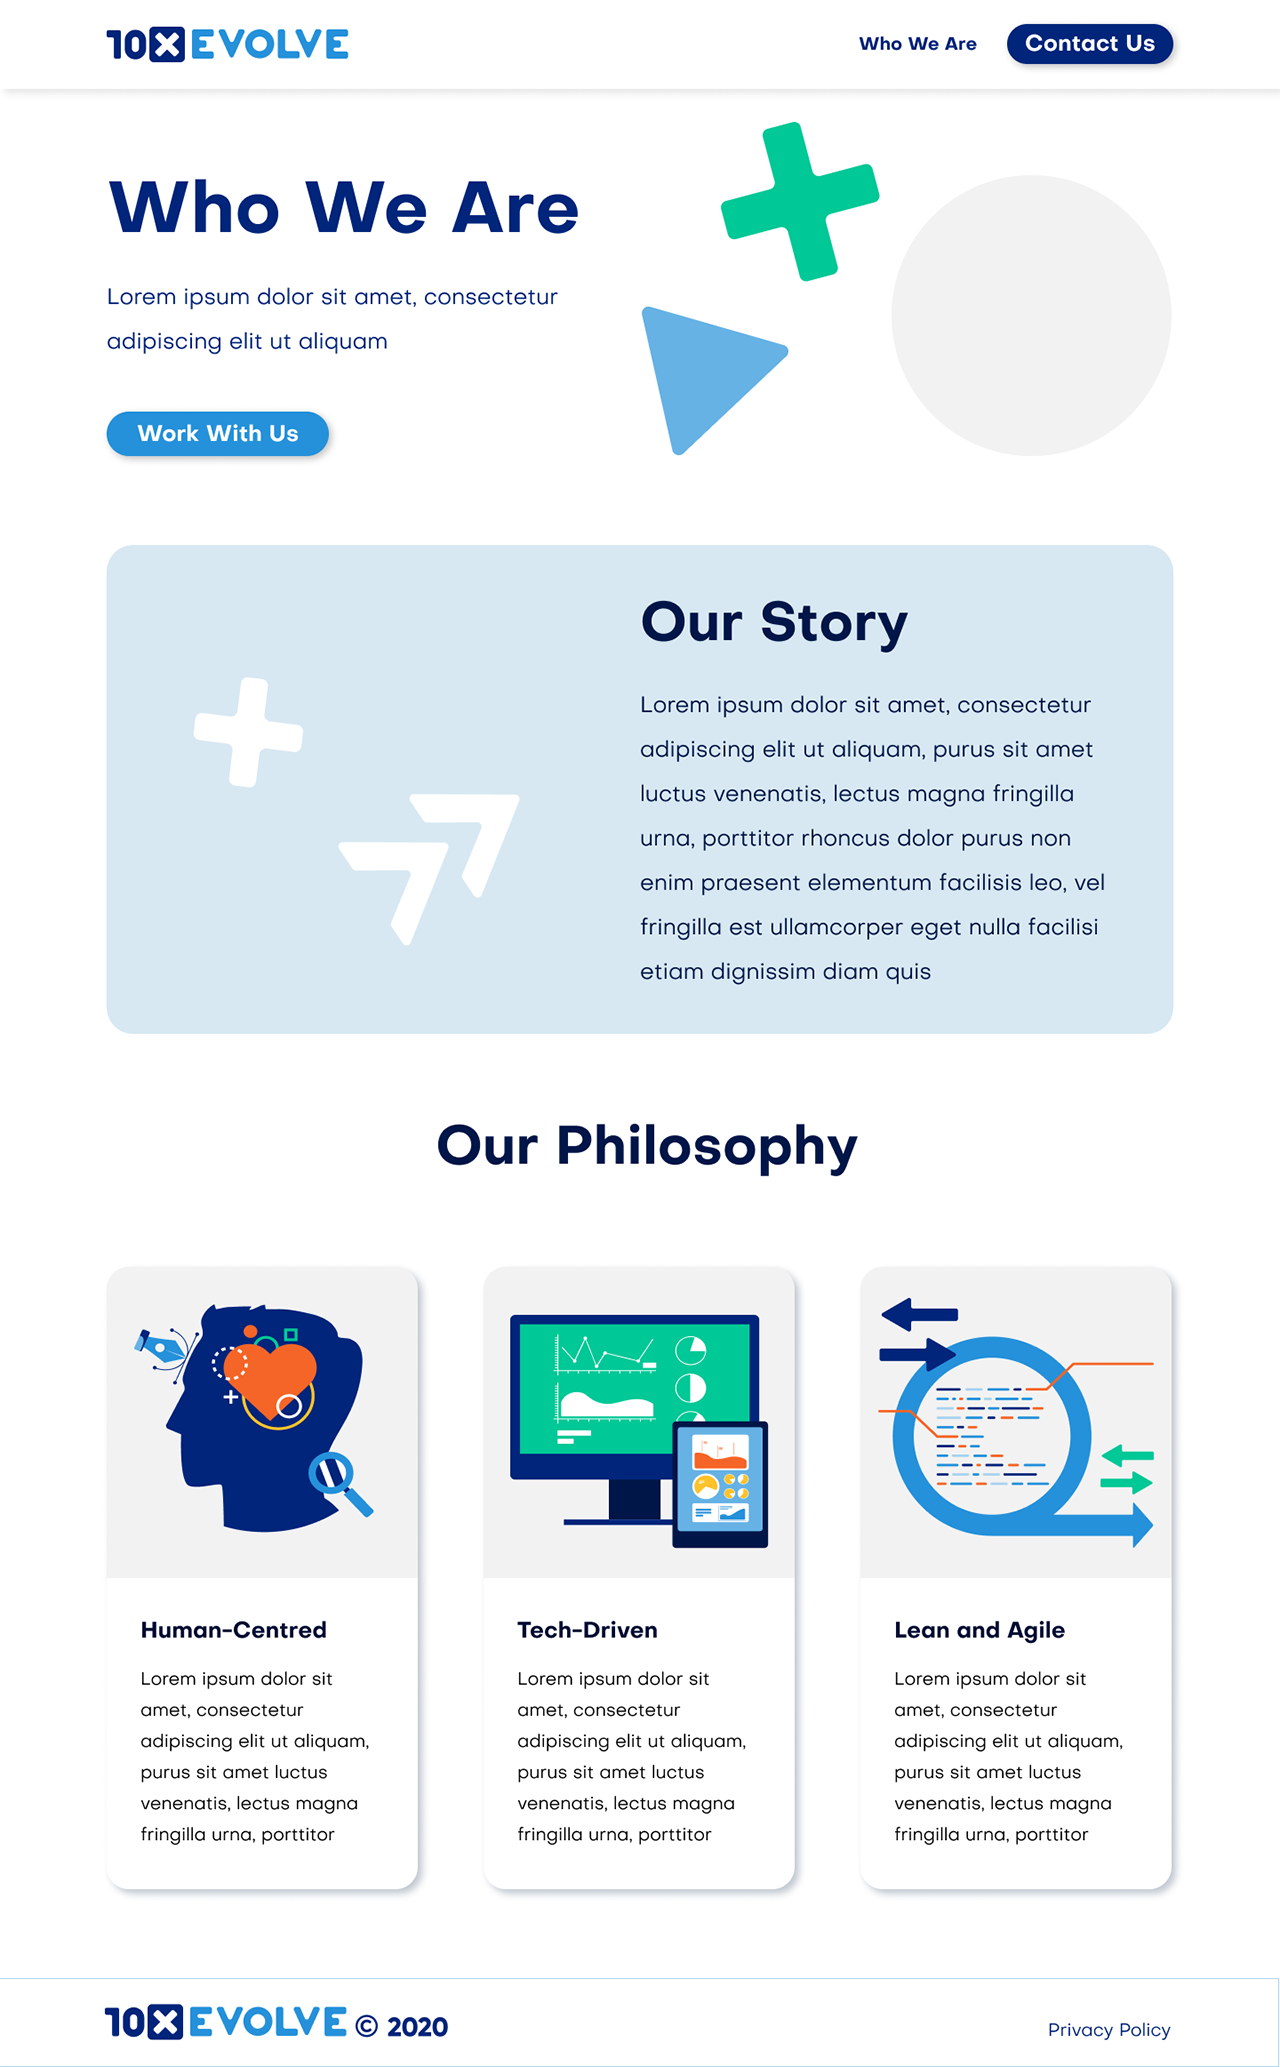 10X EVOLVE
Who We Are
Contact Us
Who We Are
Lorem ipsum dolor sit amet, consectetur
adipiscing elit ut aliquam
Work With Us
Our Story
Lorem ipsum dolor sit amet, consectetur
adipiscing elit ut aliquam, purus sit amet
luctus venenatis, lectus magna fringilla
urna, porttitor rhoncus dolor purus non
enim praesent elementum facilisis leo, vel
fringilla est ullamcorper eget nulla facilisi
etiam dignissim diam quis
Our Philosophy
Human-Centred
Lorem ipsum dolor sit
amet, consectetur
adipiscing elit ut aliquam,
purus sit amet luctus
venenatis, lectus magna
fringilla urna, porttitor
Tech-Driven
Lorem ipsum dolor sit
amet, consectetur
adipiscing elit ut aliquam,
purus sit amet luctus
venenatis, lectus magna
fringilla urna, porttitor
Lean and Agile
Lorem ipsum dolor sit
amet, consectetur
adipiscing elit ut aliquam,
purus sit amet luctus
venenatis, lectus magna
fringilla urna, porttitor
10X EVOLVE © 2020
Privacy Policy